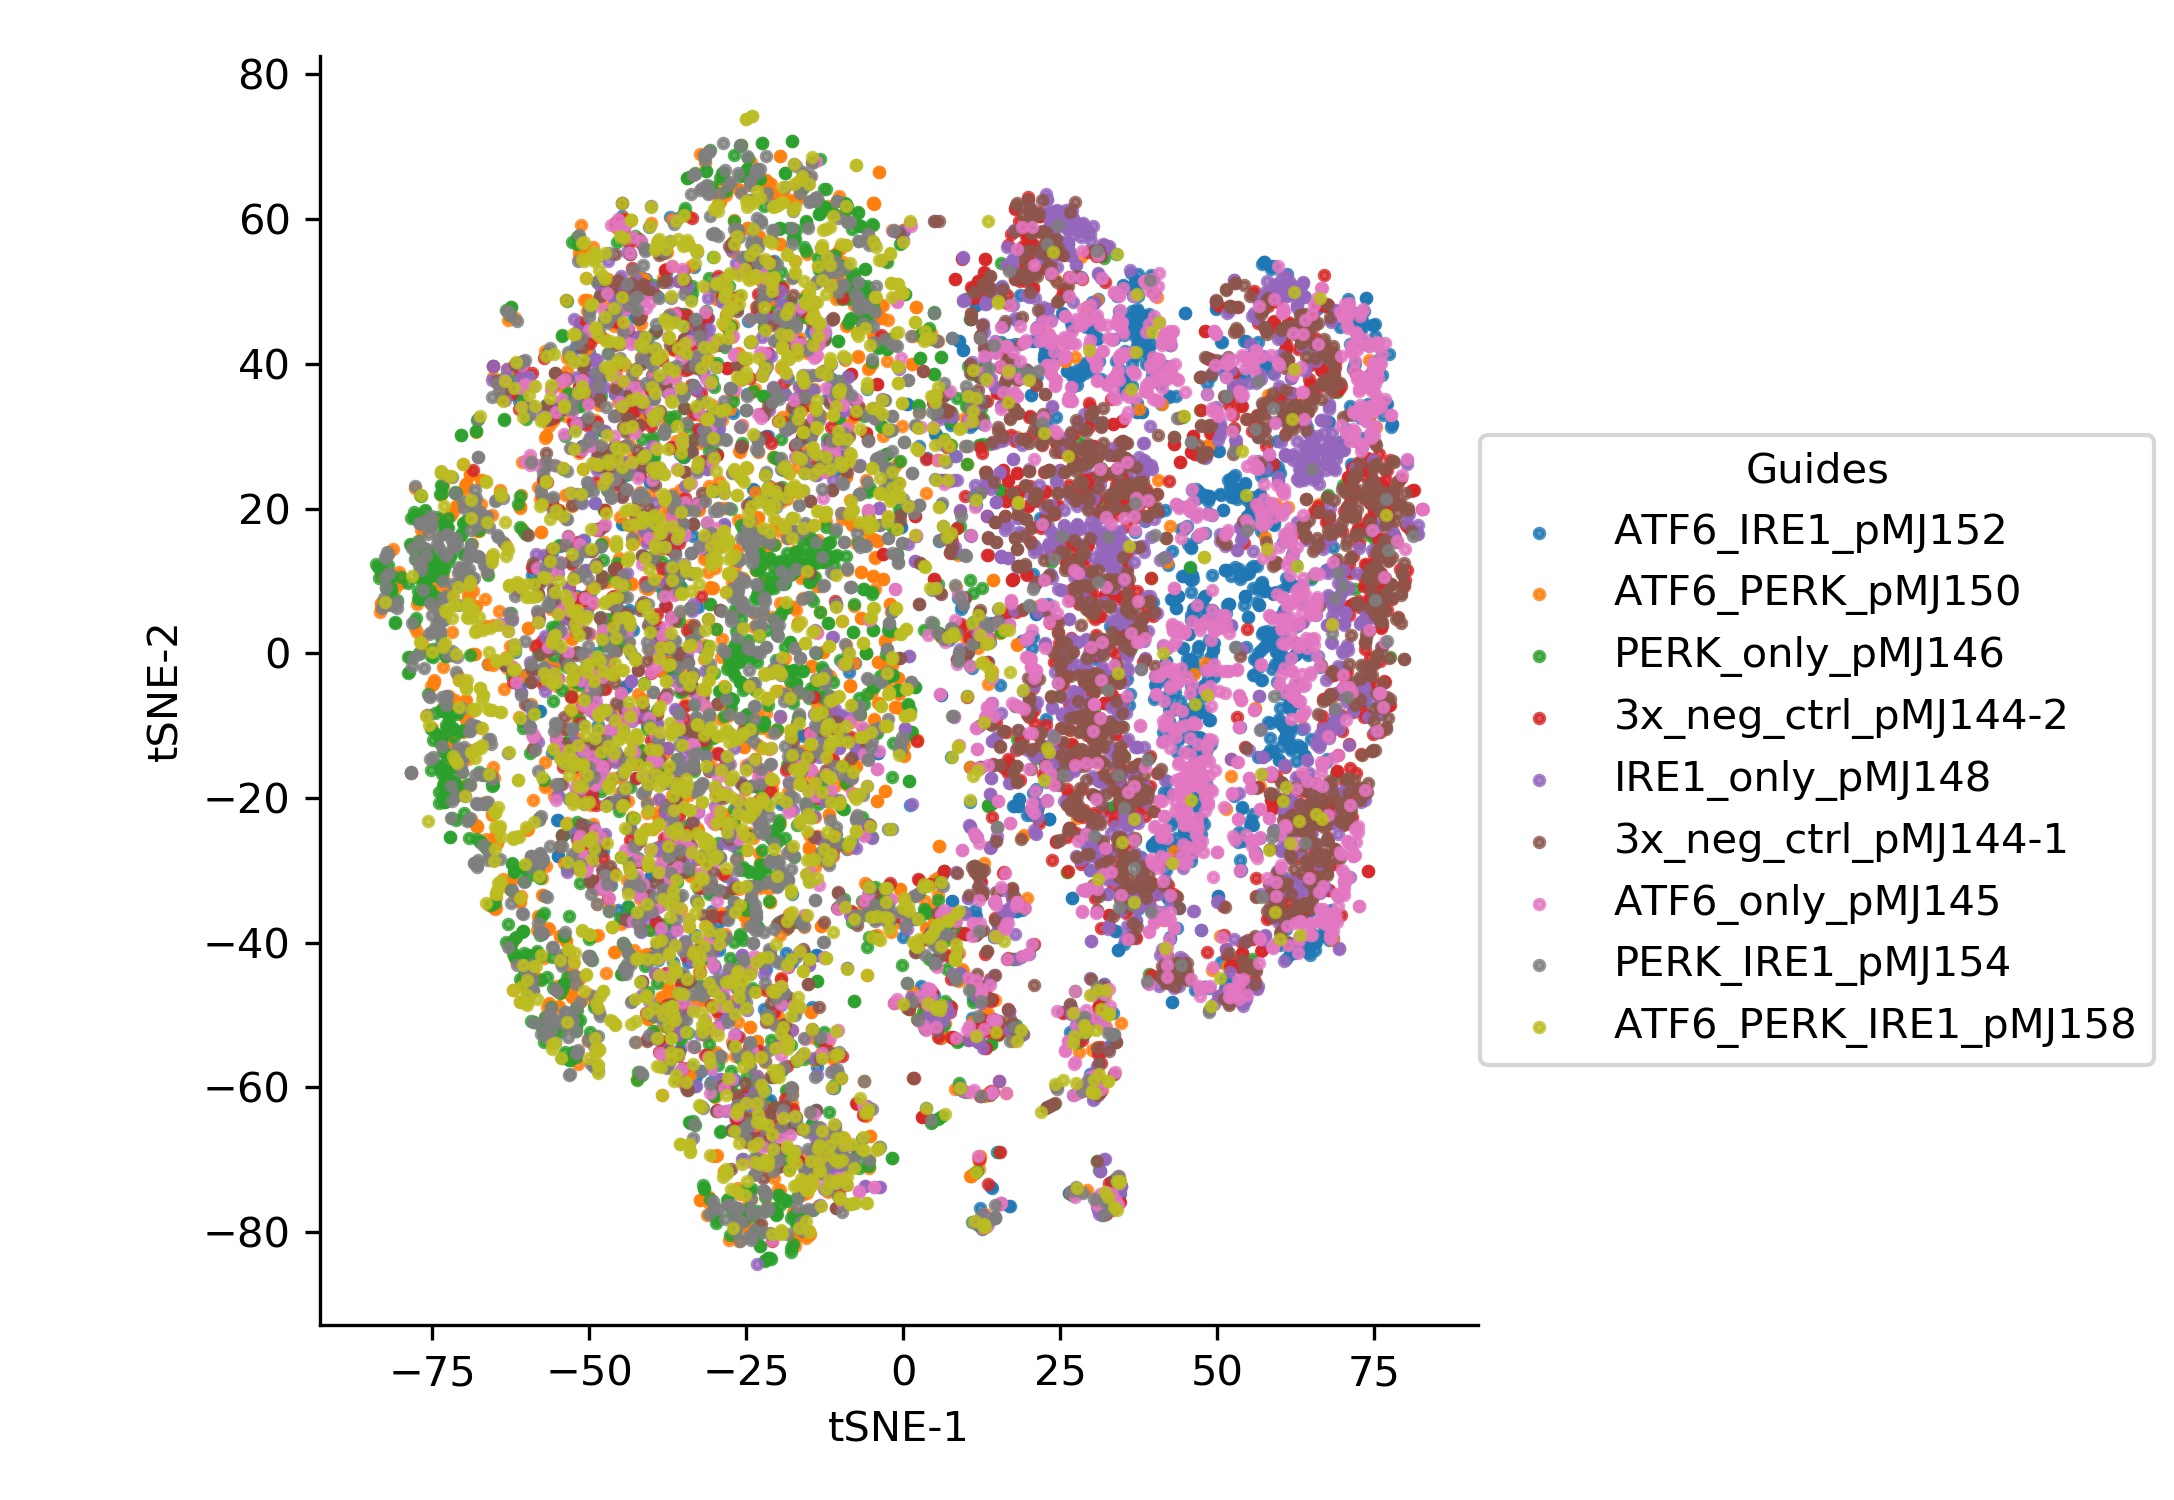 80
60
40
20
0
−20
−40
−60
−80
tSNE-2
−75 −50 −25 0 25 50 75
tSNE-1
Guides
ATF6_IRE1_pMJ152
ATF6_PERK_pMJ150
PERK_only_pMJ146
3x_neg_ctrl_pMJ144-2
IRE1_only_pMJ148
3x_neg_ctrl_pMJ144-1
ATF6_only_pMJ145
PERK_IRE1_pMJ154
ATF6_PERK_IRE1_pMJ158